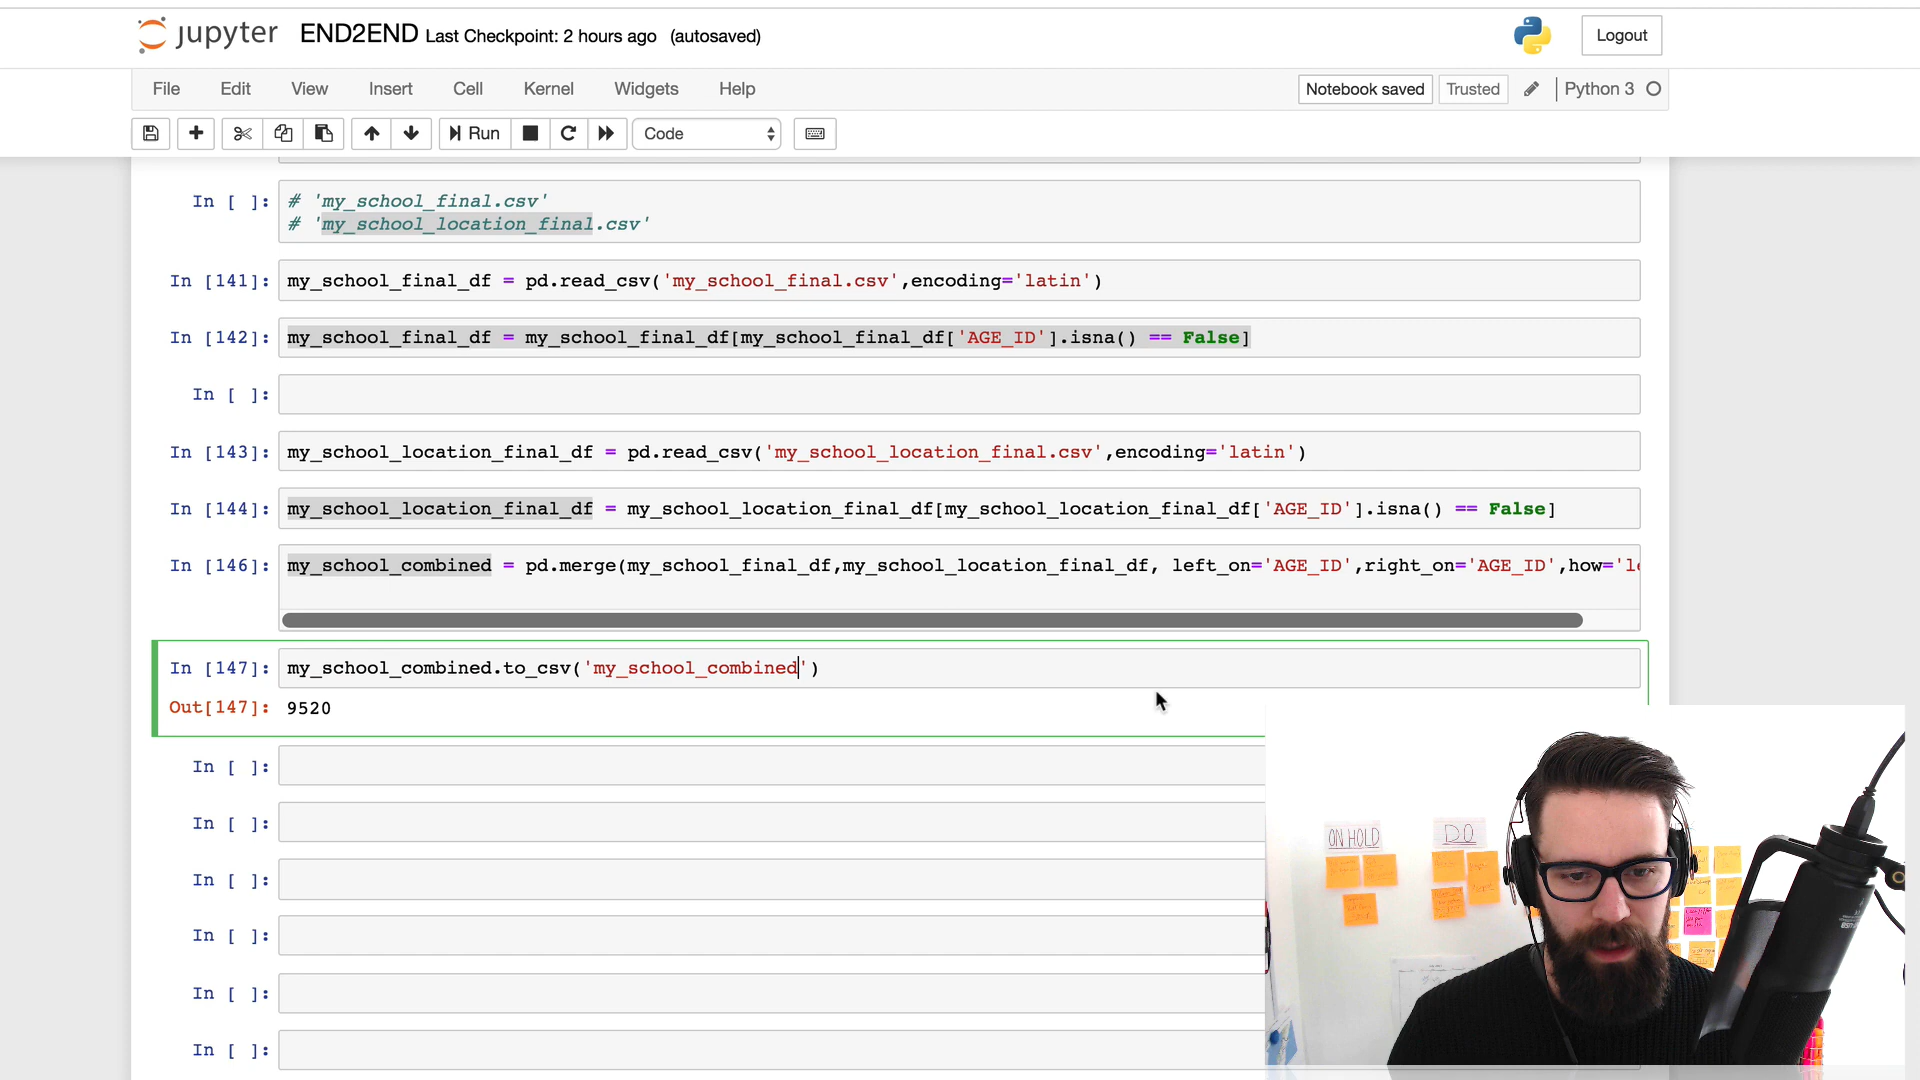 jupyter END2END Last Checkpoint: 2 hours ago (autosaved)
Logout
File Edit View Insert Cell Kernel Widgets Help
Notebook saved Trusted Python 3
Run Code
In [ ]: # 'my_school_final.csv'
# 'my_school_location_final.csv'
In [141]: my_school_final_df = pd.read_csv('my_school_final.csv',encoding='latin')
In [142]: my_school_final_df = my_school_final_df[my_school_final_df['AGE_ID'].isna() == False]
In [ ]:
In [143]: my_school_location_final_df = pd.read_csv('my_school_location_final.csv',encoding='latin')
In [144]: my_school_location_final_df = my_school_location_final_df[my_school_location_final_df['AGE_ID'].isna() == False]
In [146]: my_school_combined = pd.merge(my_school_final_df,my_school_location_final_df, left_on='AGE_ID',right_on='AGE_ID',how='le
In [147]: my_school_combined.to_csv('my_school_combined')
Out[147]: 9520
In [ ]:
In [ ]:
In [ ]:
In [ ]:
In [ ]:
In [ ]:
ON HOLD
DO